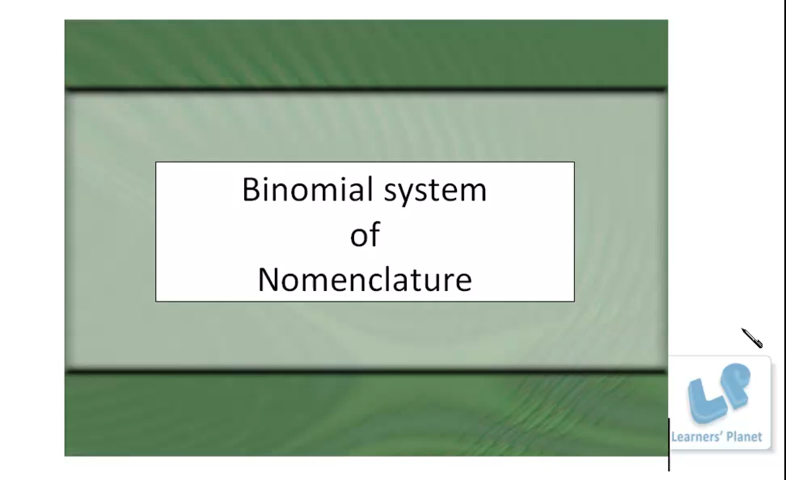 Binomial system
of
Nomenclature
LP
Learners' Planet